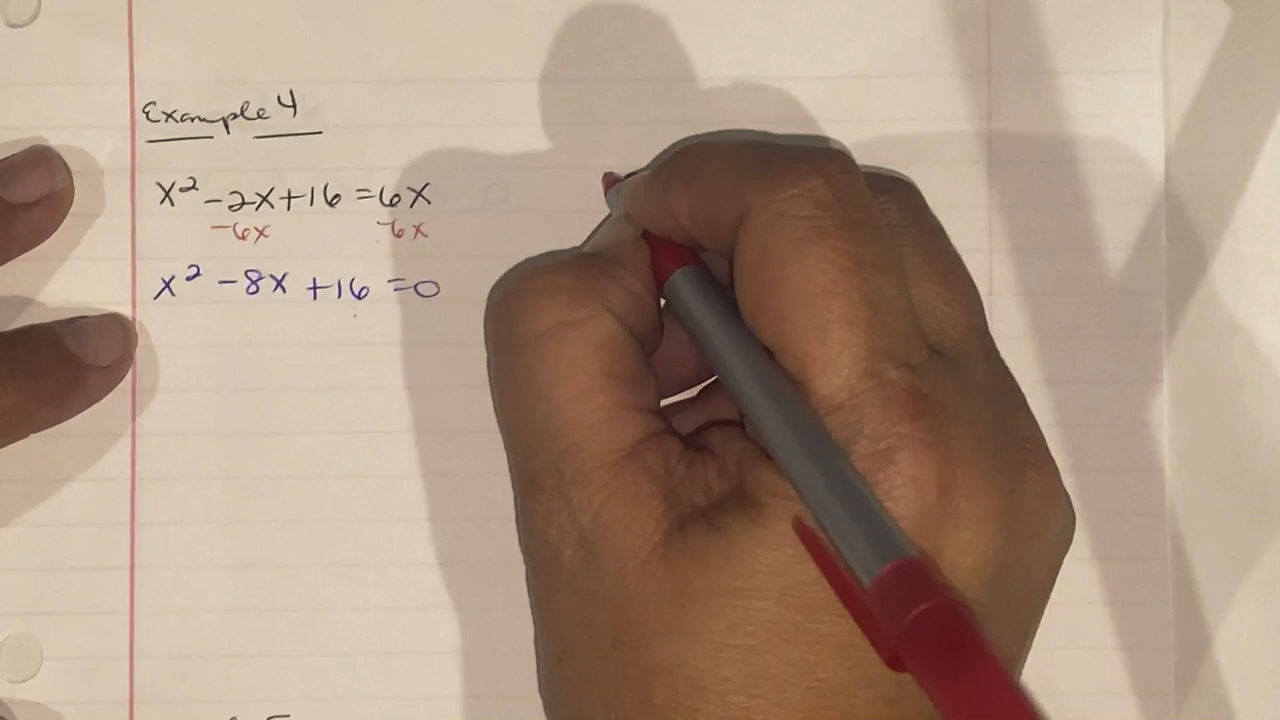 Example 4
x² - 2x + 16 = 6x
-6x -6x
x² - 8x + 16 = 0